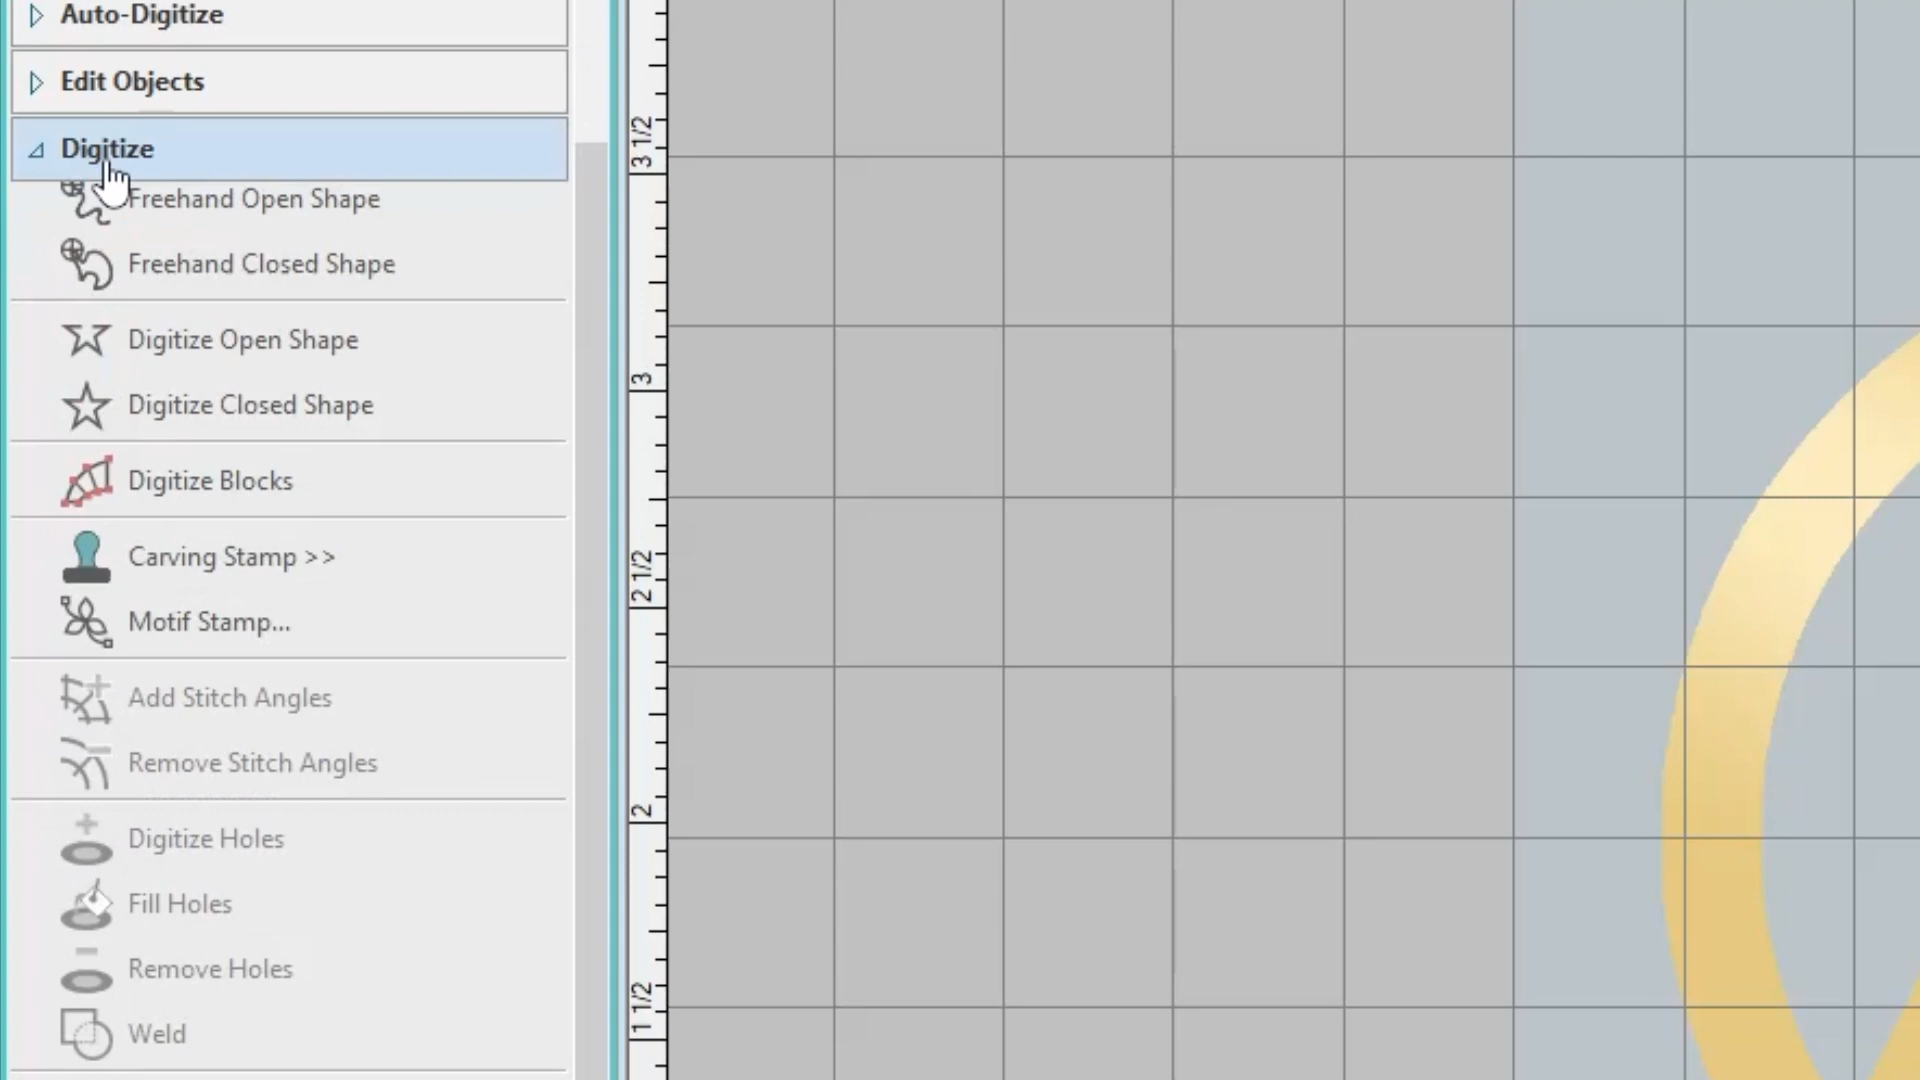 Auto-Digitize
Edit Objects
Digitize
Freehand Open Shape
Freehand Closed Shape
Digitize Open Shape
Digitize Closed Shape
Digitize Blocks
Carving Stamp >>
Motif Stamp...
Add Stitch Angles
Remove Stitch Angles
Digitize Holes
Fill Holes
Remove Holes
Weld
3 1/2
3
2 1/2
2
1 1/2